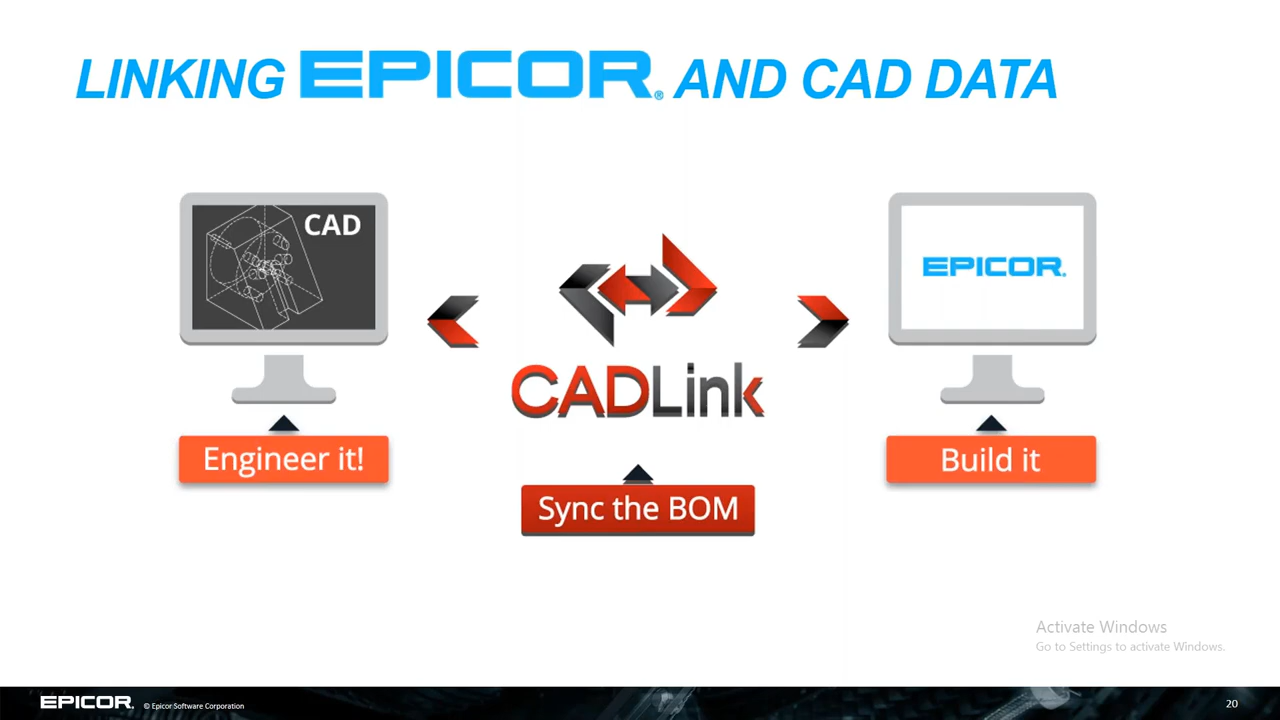 LINKING EPICOR® AND CAD DATA
CAD
EPICOR®
CADLink
Engineer it!
Build it
Sync the BOM
Activate Windows
Go to Settings to activate Windows.
EPICOR® © Epicor Software Corporation 20